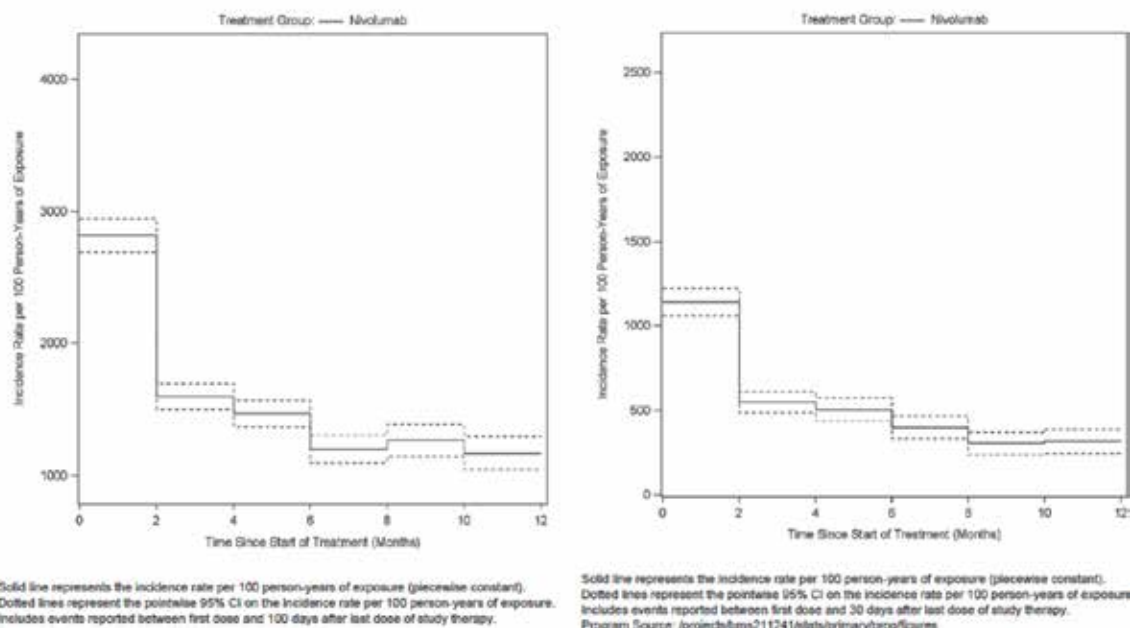 Treatment Group: —— Nivolumab
4000
3000
2000
1000
Incidence Rate per 100 Person-Years of Exposure
0 2 4 6 8 10 12
Time Since Start of Treatment (Months)
Solid line represents the incidence rate per 100 person-years of exposure (piecewise constant).
Dotted lines represent the pointwise 95% CI on the incidence rate per 100 person-years of exposure.
Includes events reported between first dose and 100 days after last dose of study therapy.
Treatment Group: —— Nivolumab
2500
2000
1500
1000
500
0
Incidence Rate per 100 Person-Years of Exposure
0 2 4 6 8 10 12
Time Since Start of Treatment (Months)
Solid line represents the incidence rate per 100 person-years of exposure (piecewise constant).
Dotted lines represent the pointwise 95% CI on the incidence rate per 100 person-years of exposure
Includes events reported between first dose and 30 days after last dose of study therapy.
Program Source: